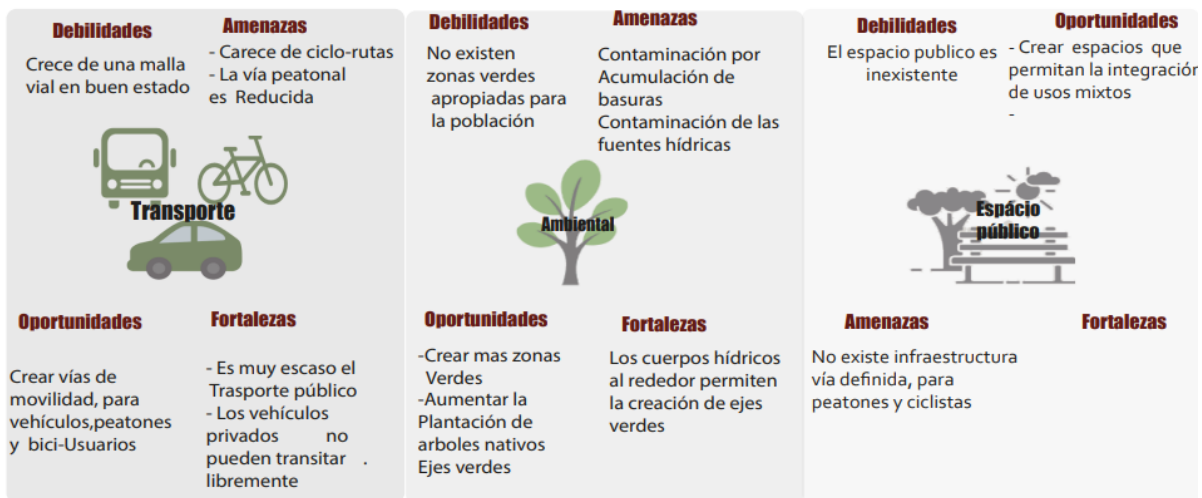 Debilidades
Crece de una malla
vial en buen estado
Amenazas
- Carece de ciclo-rutas
- La vía peatonal
es Reducida
Transporte
Oportunidades
Crear vías de
movilidad, para
vehículos,peatones
y bici-Usuarios
Fortalezas
- Es muy escaso el
Trasporte público
- Los vehículos
privados no
pueden transitar .
libremente
Debilidades
No existen
zonas verdes
apropiadas para
la población
Amenazas
Contaminación por
Acumulación de
basuras
Contaminación de las
fuentes hídricas
Ambiental
Oportunidades
-Crear mas zonas
Verdes
-Aumentar la
Plantación de
arboles nativos
Ejes verdes
Fortalezas
Los cuerpos hídricos
al rededor permiten
la creación de ejes
verdes
Debilidades
El espacio publico es
inexistente
Oportunidades
- Crear espacios que
permitan la integración
de usos mixtos
-
Espácio
público
Amenazas
No existe infraestructura
vía definida, para
peatones y ciclistas
Fortalezas